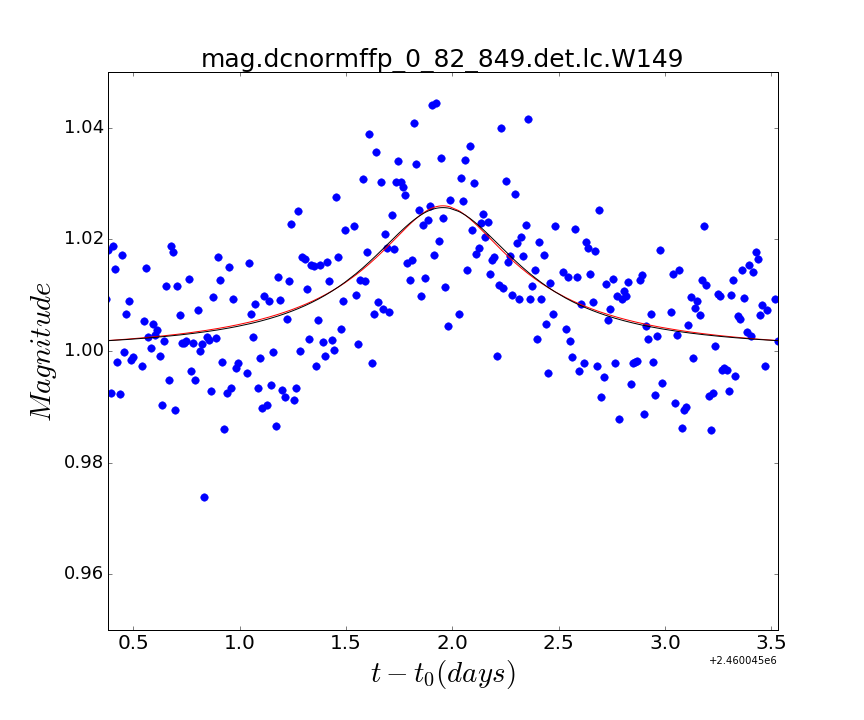 mag.dcnormffp_0_82_849.det.lc.W149
1.04
1.02
1.00
0.98
0.96
Magnitude
0.5 1.0 1.5 2.0 2.5 3.0 3.5
+2.460045e6
t − t₀(days)